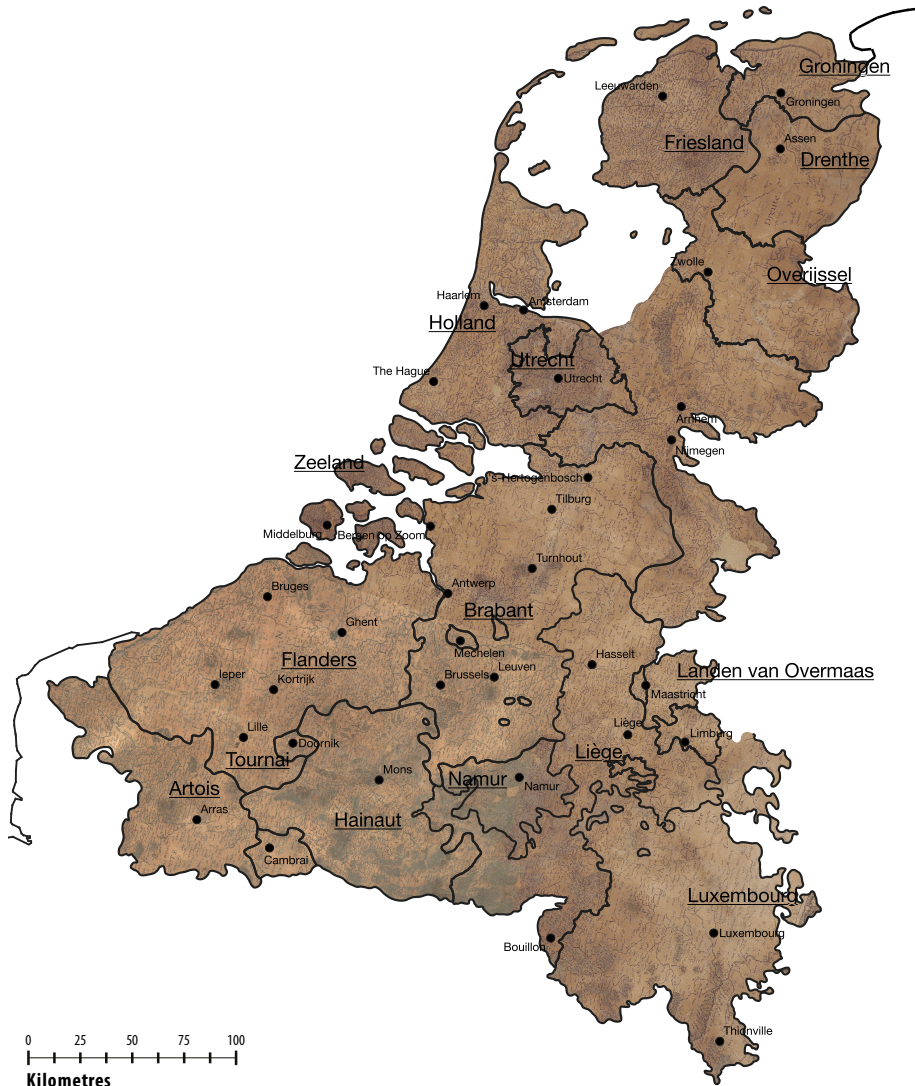 Groningen
Leeuwarden
Groningen
Friesland
Assen
Drenthe
Zwolle
Overijssel
Haarlem
Amsterdam
Holland
Utrecht
The Hague
Utrecht
Arnhem
Nijmegen
Zeeland
's-Hertogenbosch
Tilburg
Middelburg
Bergen op Zoom
Turnhout
Bruges
Antwerp
Brabant
Ghent
Mechelen
Flanders
Hasselt
Leuven
Landen van Overmaas
Ieper
Kortrijk
Brussels
Maastricht
Lille
Doornik
Liège
Limburg
Tournai
Liège
Mons
Namur
Namur
Artois
Arras
Hainaut
Cambrai
Luxembourg
Luxembourg
Bouillon
Thionville
0 25 50 75 100
Kilometres